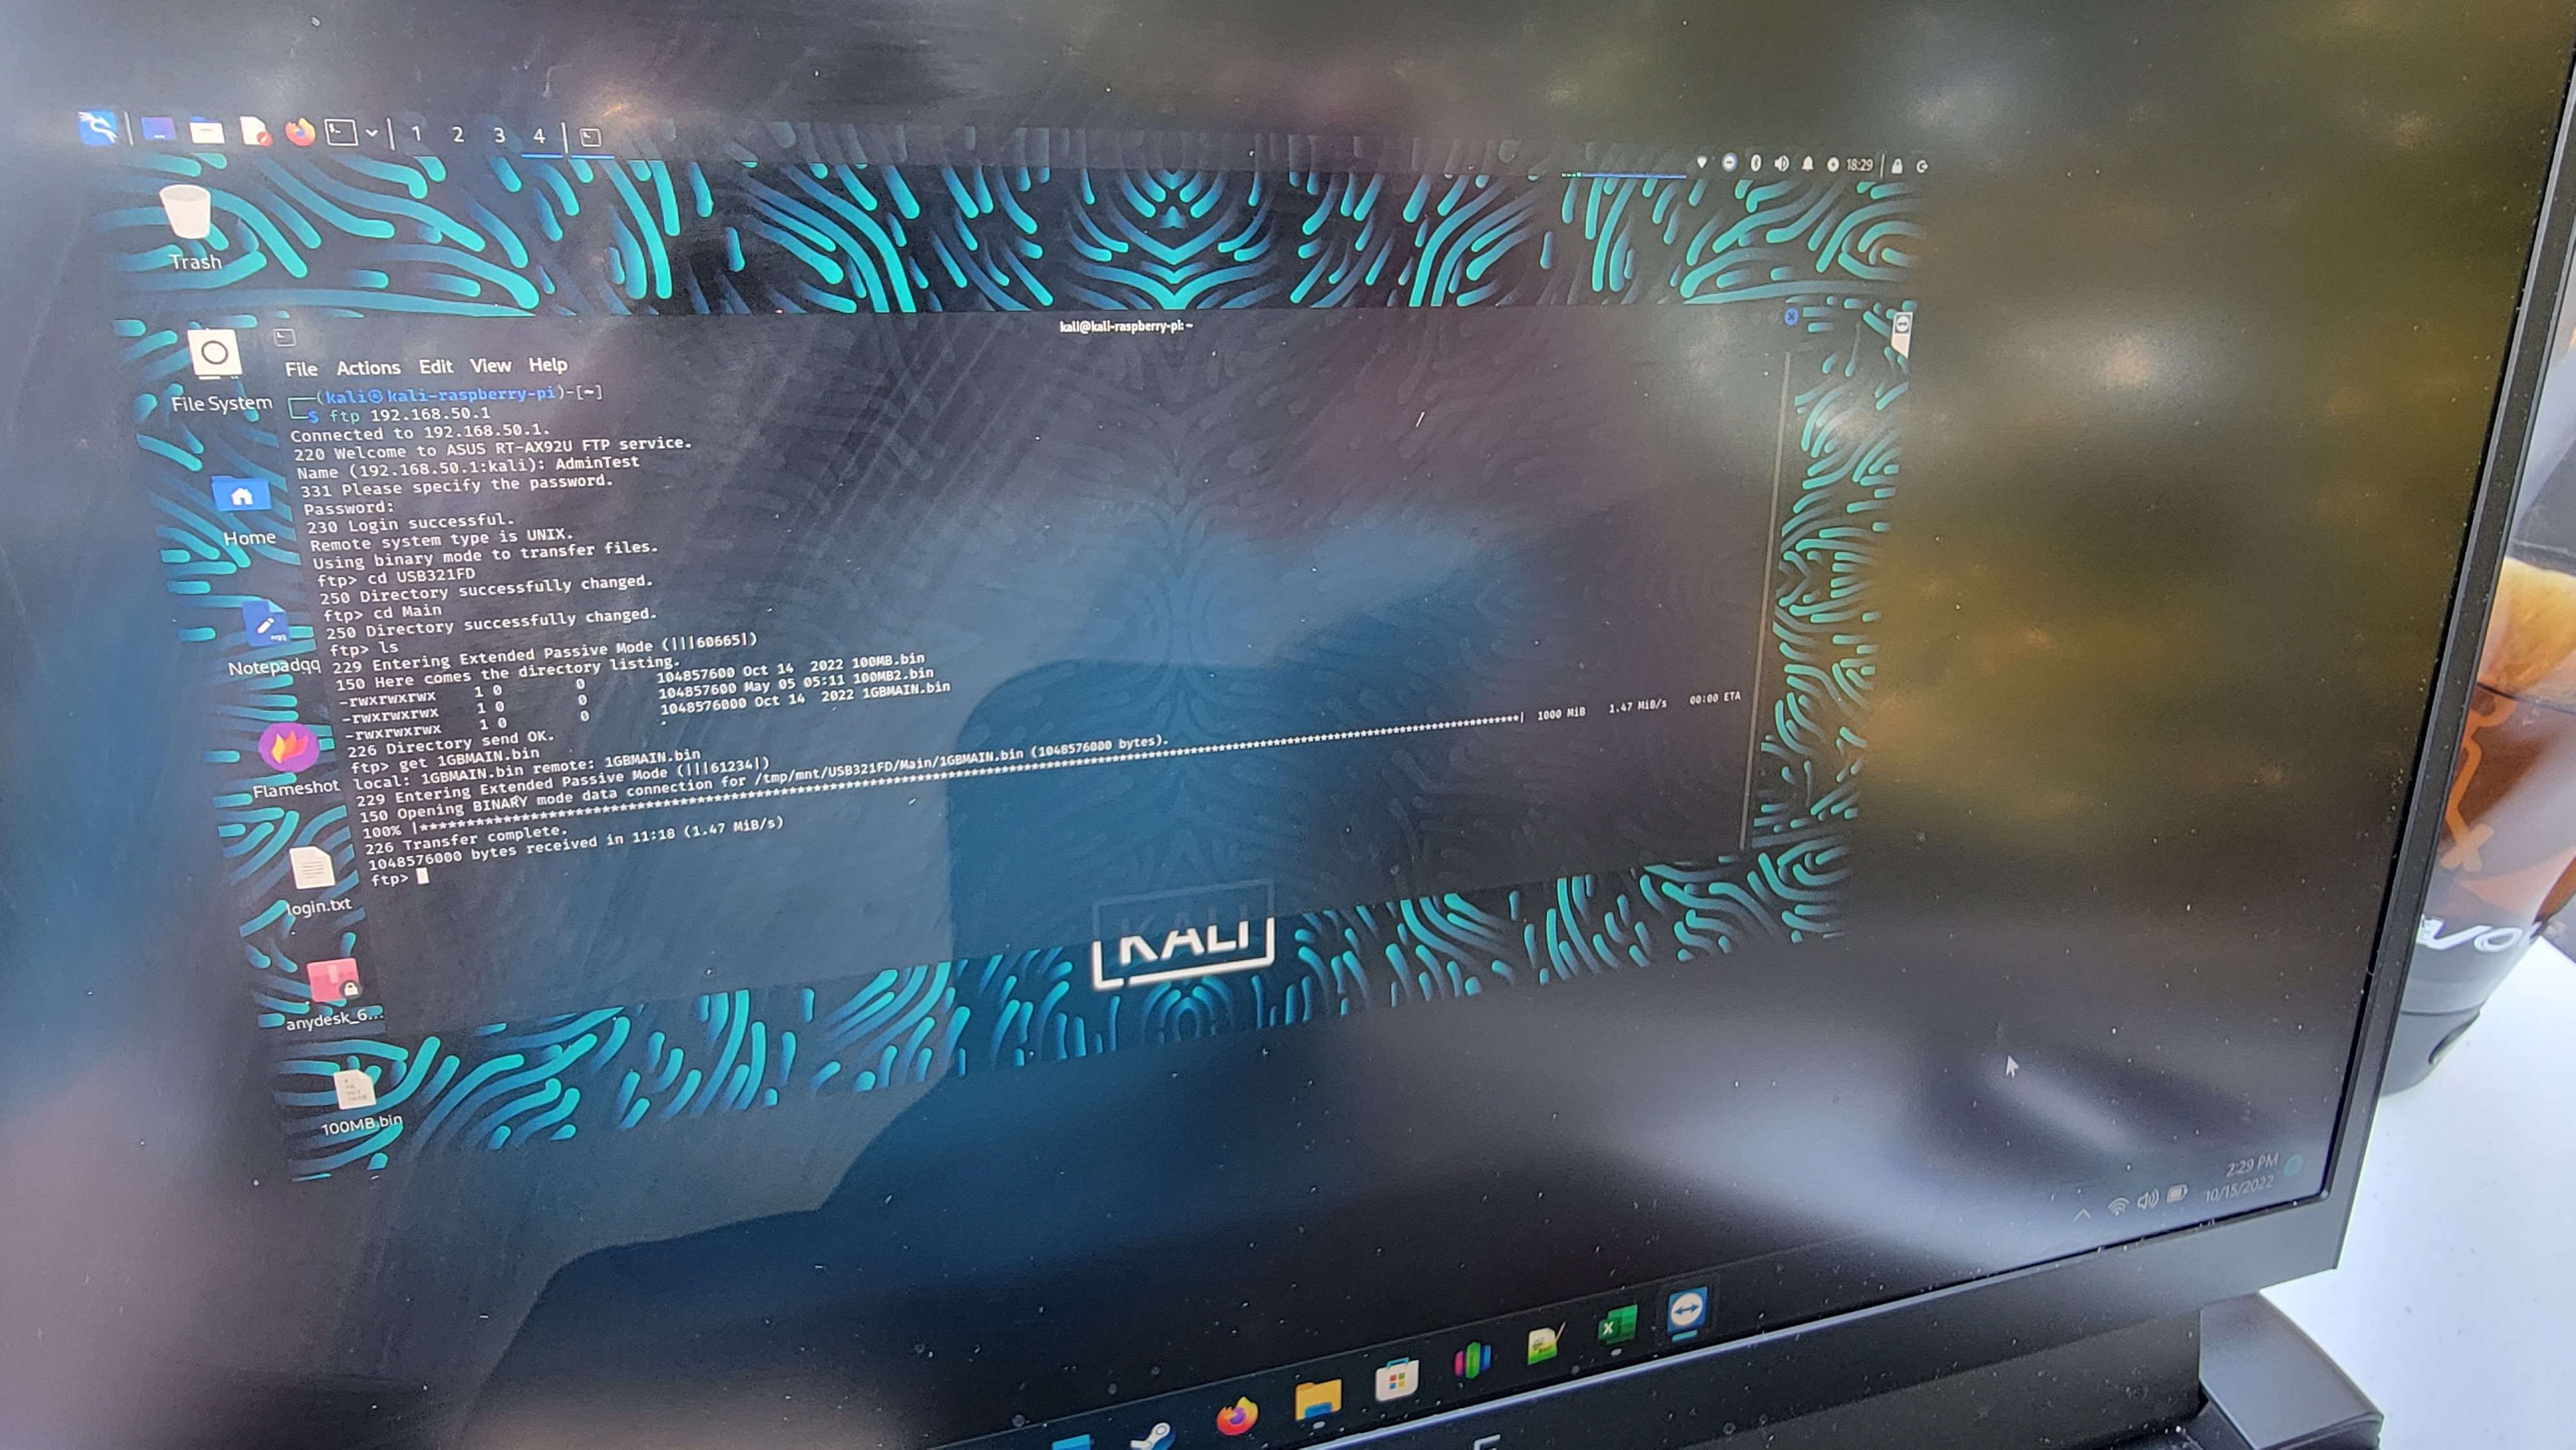 1 2 3 4
18:29
Trash
kali@kali-raspberry-pi: ~
File System
File Actions Edit View Help
┌──(kali㉿kali-raspberry-pi)-[~]
└─$ ftp 192.168.50.1
Connected to 192.168.50.1.
220 Welcome to ASUS RT-AX92U FTP service.
Name (192.168.50.1:kali): AdminTest
331 Please specify the password.
Password:
230 Login successful.
Remote system type is UNIX.
Using binary mode to transfer files.
ftp> cd USB321FD
250 Directory successfully changed.
ftp> cd Main
250 Directory successfully changed.
ftp> ls
229 Entering Extended Passive Mode (|||60665|)
150 Here comes the directory listing.
-rwxrwxrwx 1 0 0 104857600 Oct 14 2022 100MB.bin
-rwxrwxrwx 1 0 0 104857600 May 05 05:11 100MB2.bin
-rwxrwxrwx 1 0 0 1048576000 Oct 14 2022 1GBMAIN.bin
226 Directory send OK.
ftp> get 1GBMAIN.bin
local: 1GBMAIN.bin remote: 1GBMAIN.bin
229 Entering Extended Passive Mode (|||61234|)
150 Opening BINARY mode data connection for /tmp/mnt/USB321FD/Main/1GBMAIN.bin (1048576000 bytes).
100% |***********************************| 1000 MiB 1.47 MiB/s 00:00 ETA
226 Transfer complete.
1048576000 bytes received in 11:18 (1.47 MiB/s)
ftp>
Home
Notepadqq
Flameshot
login.txt
anydesk_6...
100MB.bin
KALI
2:29 PM
10/15/2022